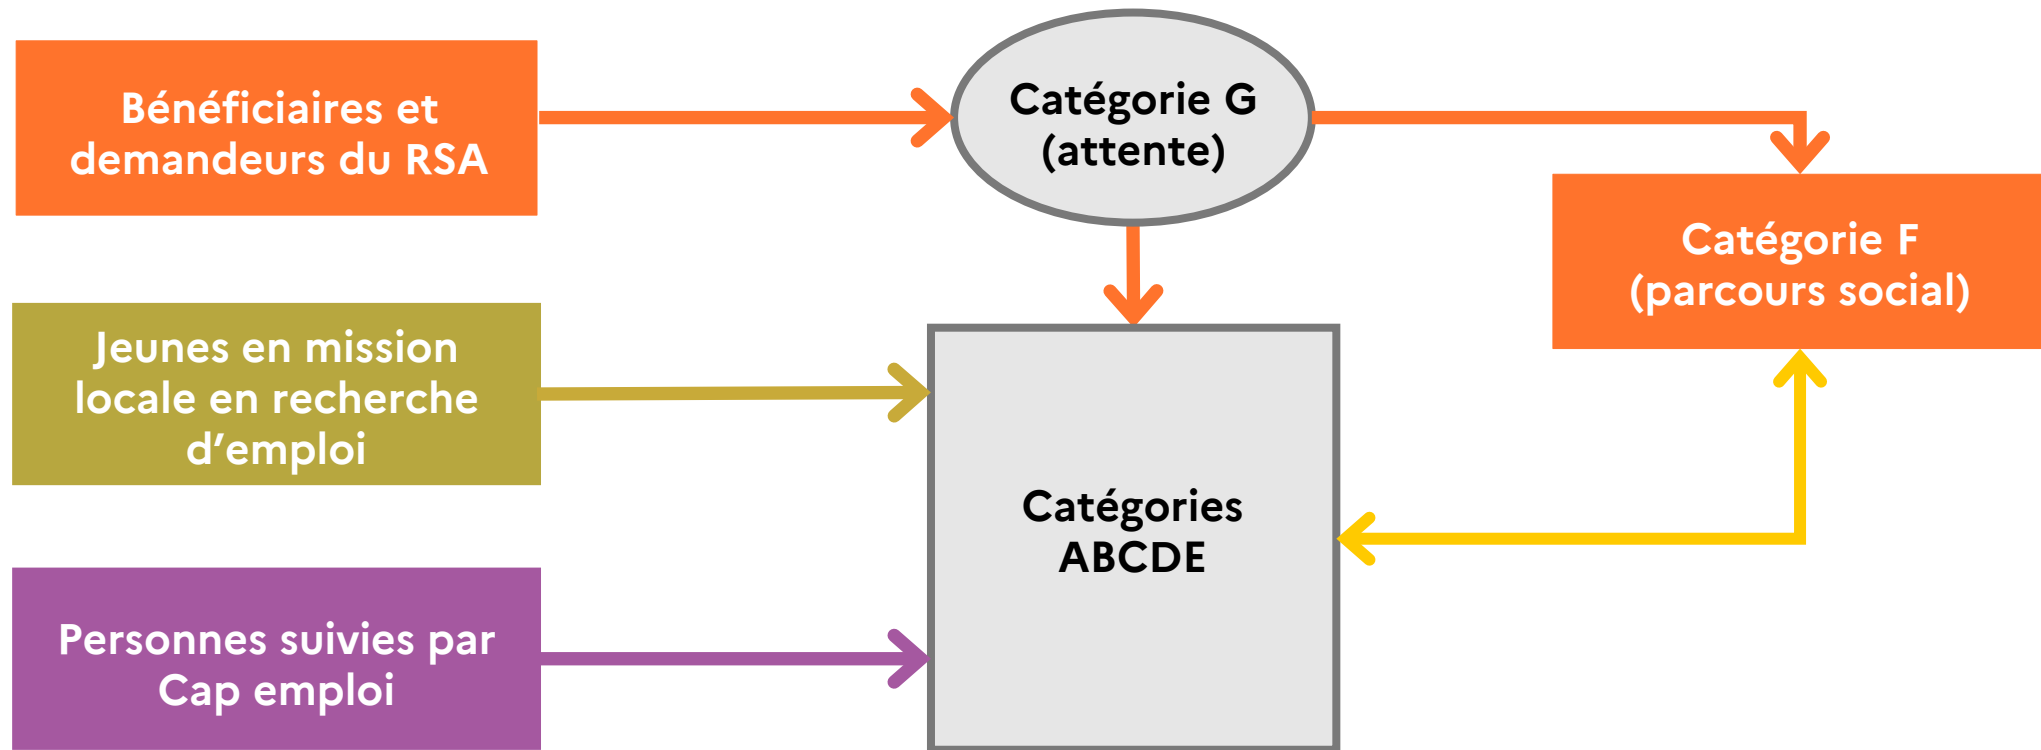 Bénéficiaires et
demandeurs du RSA
Catégorie G
(attente)
Catégorie F
(parcours social)
Jeunes en mission
locale en recherche
d’emploi
Catégories
ABCDE
Personnes suivies par
Cap emploi